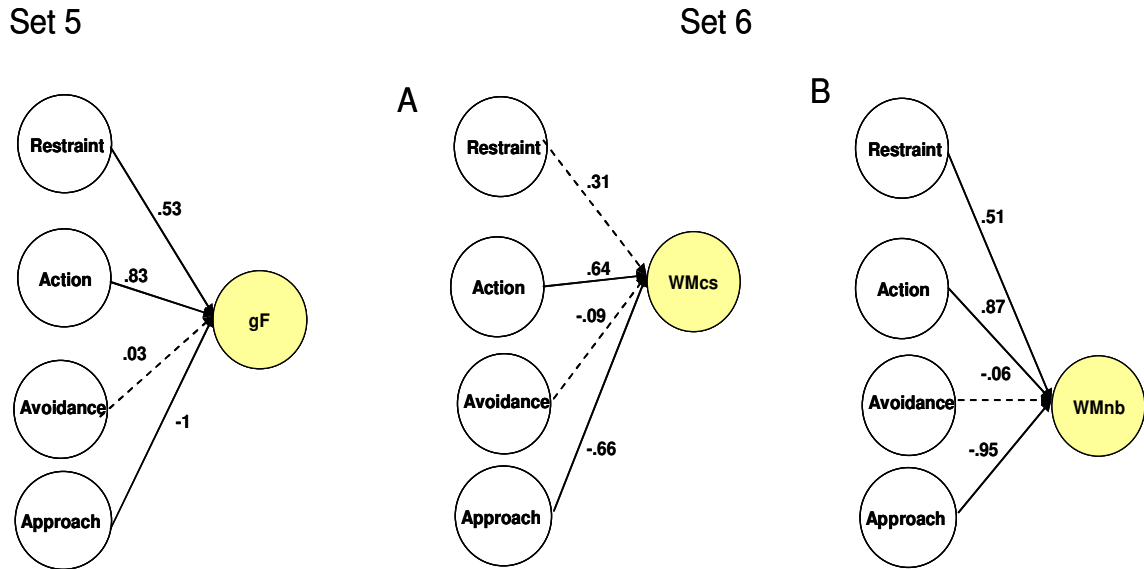 Set 5
Set 6
A
B
Restraint
Action
Avoidance
Approach
.53
.83
.03
-1
gF
Restraint
Action
Avoidance
Approach
.31
.64
-.09
-.66
WMcs
Restraint
Action
Avoidance
Approach
.51
.87
-.06
-.95
WMnb